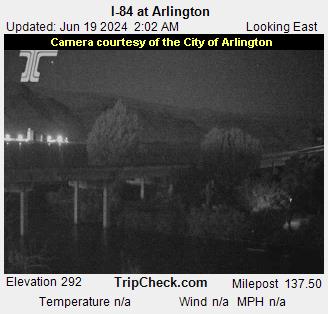 I-84 at Arlington
Updated: Jun 19 2024 2:02 AM Looking East
Camera courtesy of the City of Arlington
Elevation 292 TripCheck.com Milepost 137.50
Temperature n/a Wind n/a MPH n/a